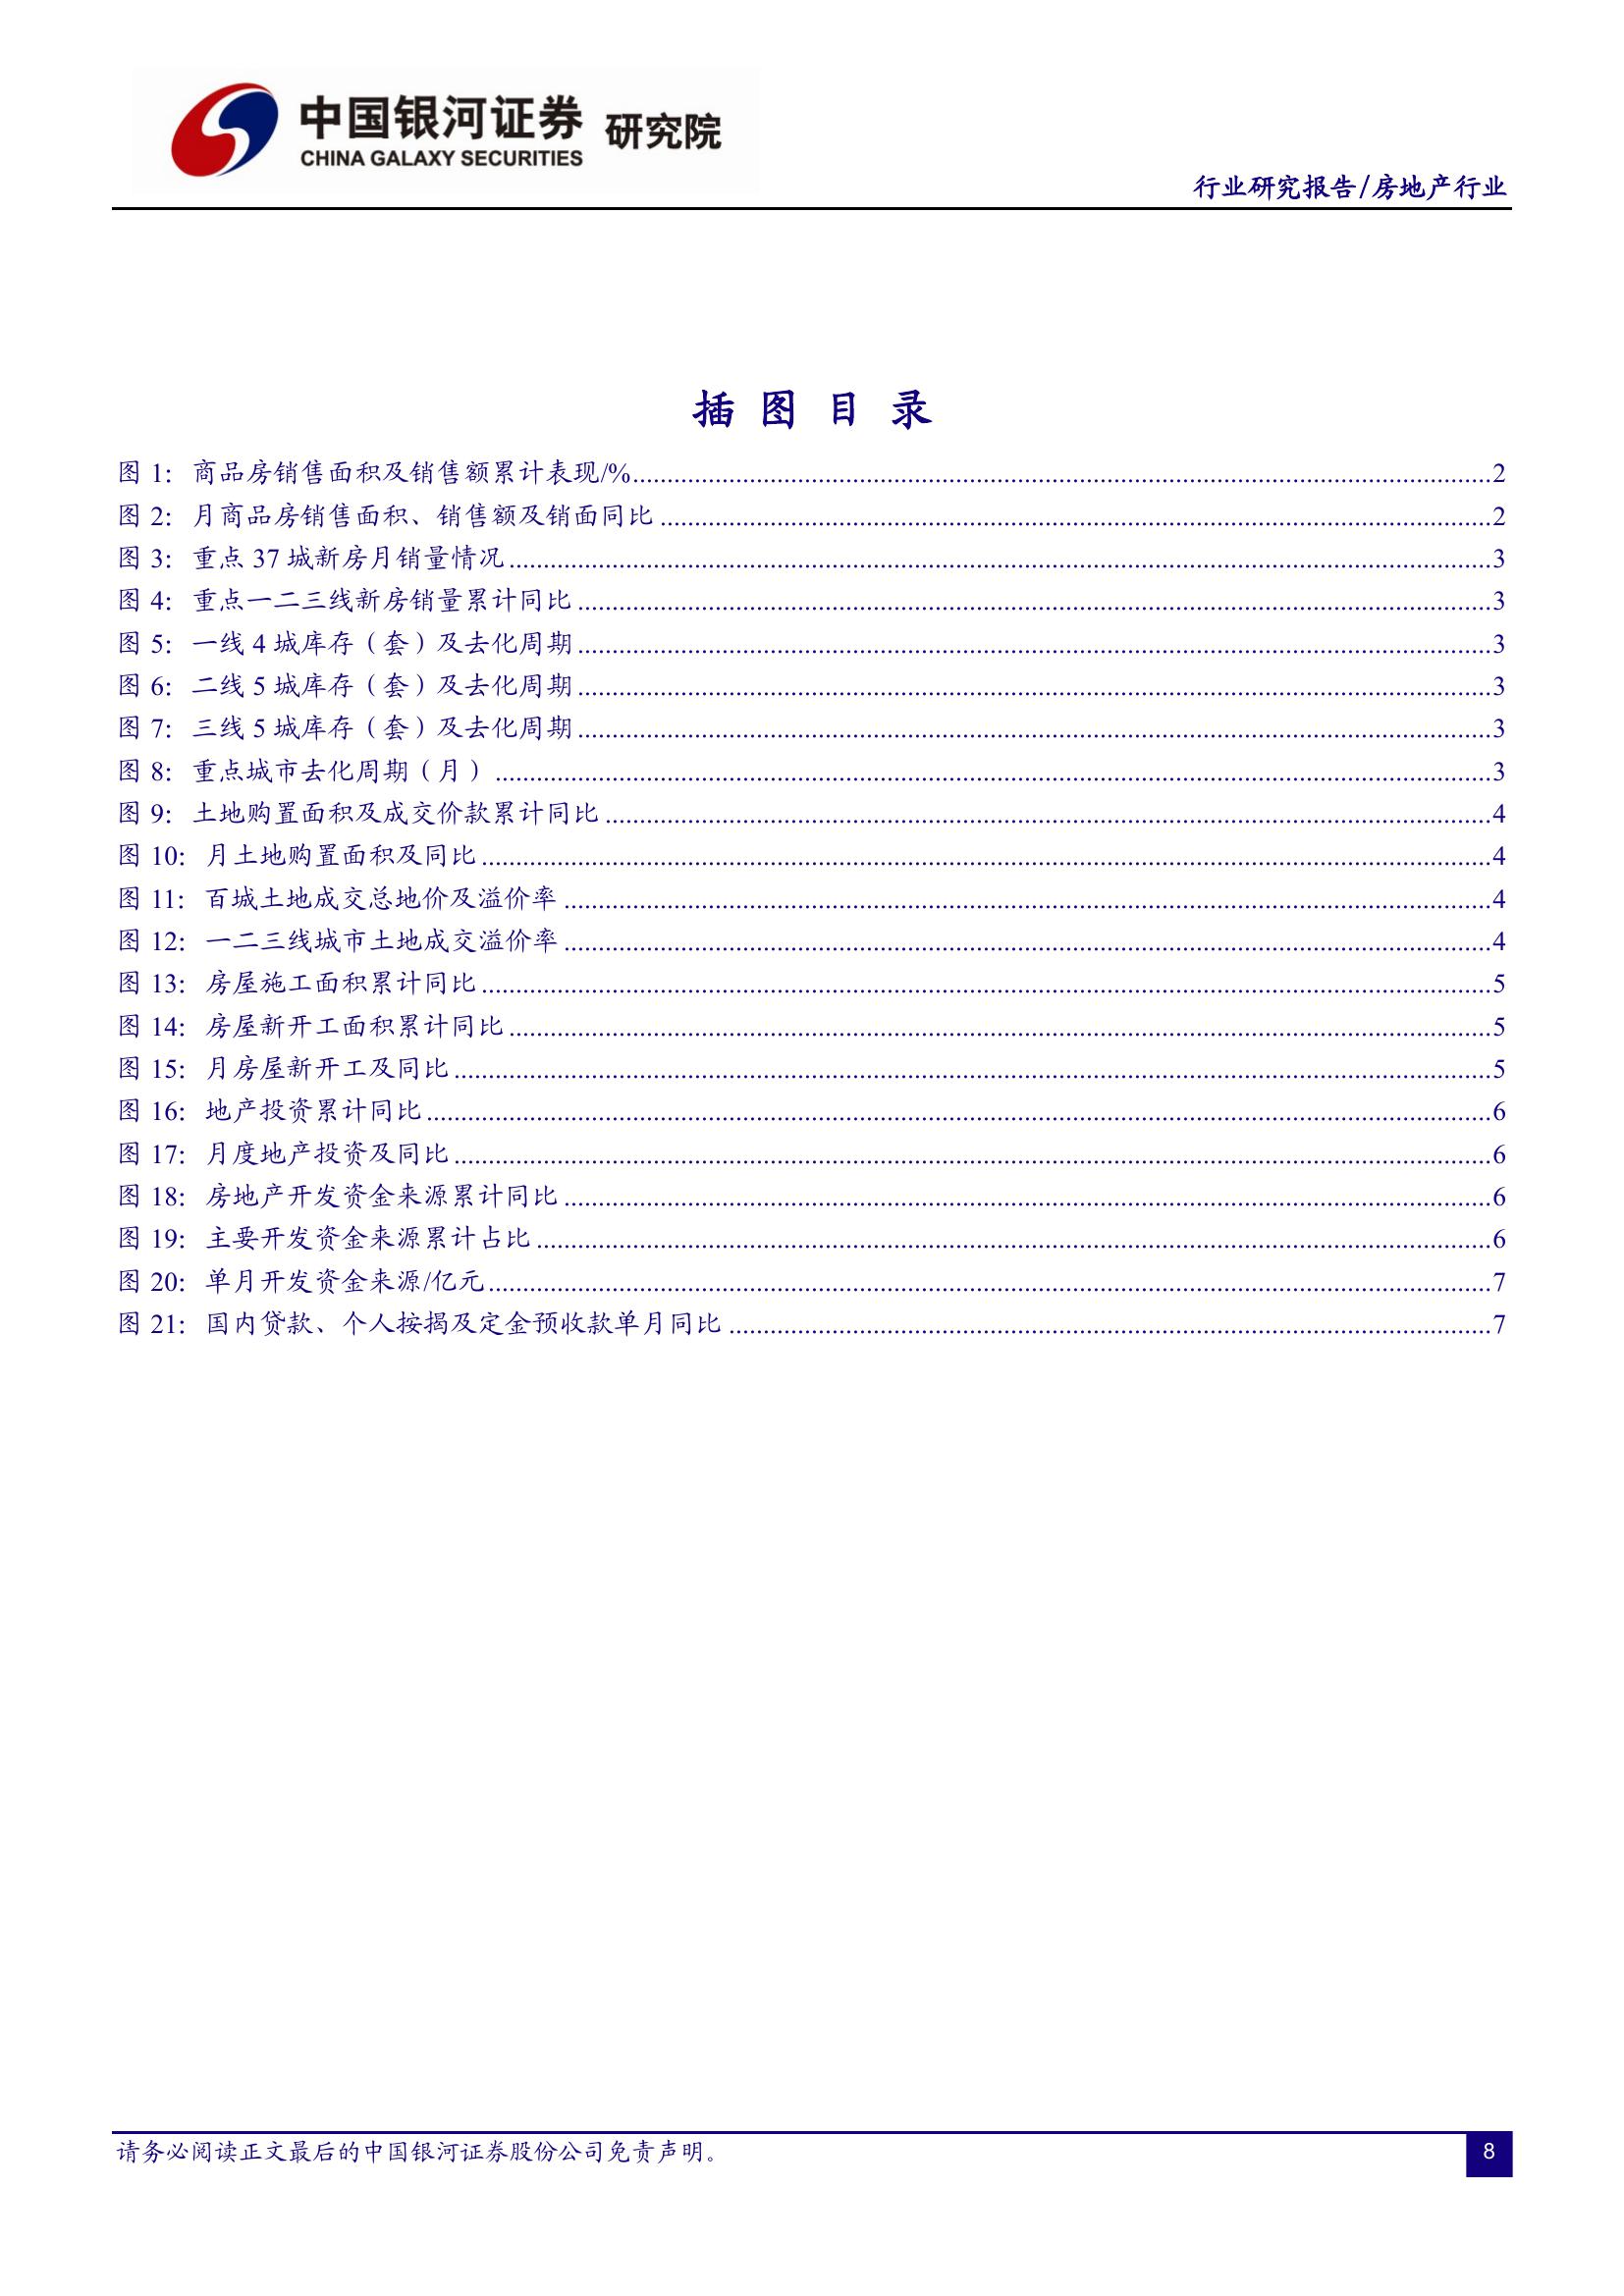 中国银河证券 研究院
CHINA GALAXY SECURITIES
行业研究报告/房地产行业
插 图 目 录
图 1: 商品房销售面积及销售额累计表现/%......2
图 2: 月商品房销售面积、销售额及销面同比......2
图 3: 重点 37 城新房月销量情况......3
图 4: 重点一二三线新房销量累计同比......3
图 5: 一线 4 城库存（套）及去化周期......3
图 6: 二线 5 城库存（套）及去化周期......3
图 7: 三线 5 城库存（套）及去化周期......3
图 8: 重点城市去化周期（月）......3
图 9: 土地购置面积及成交价款累计同比......4
图 10: 月土地购置面积及同比......4
图 11: 百城土地成交总地价及溢价率......4
图 12: 一二三线城市土地成交溢价率......4
图 13: 房屋施工面积累计同比......5
图 14: 房屋新开工面积累计同比......5
图 15: 月房屋新开工及同比......5
图 16: 地产投资累计同比......6
图 17: 月度地产投资及同比......6
图 18: 房地产开发资金来源累计同比......6
图 19: 主要开发资金来源累计占比......6
图 20: 单月开发资金来源/亿元......7
图 21: 国内贷款、个人按揭及定金预收款单月同比......7
请务必阅读正文最后的中国银河证券股份公司免责声明。
8